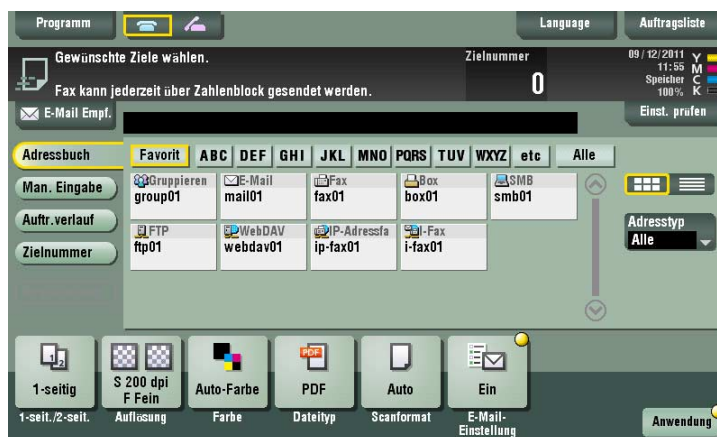 Programm
Language
Auftragsliste
Gewünschte Ziele wählen.
Fax kann jederzeit über Zahlenblock gesendet werden.
Zielnummer
0
09/12/2011
11:55
Speicher
100%
Y
M
C
K
E-Mail Empf.
Einst. prüfen
Adressbuch
Favorit ABC DEF GHI JKL MNO PQRS TUV WXYZ etc Alle
Man. Eingabe
Auftr.verlauf
Zielnummer
Gruppieren
group01
E-Mail
mail01
Fax
fax01
Box
box01
SMB
smb01
FTP
ftp01
WebDAV
webdav01
IP-Adressfa
ip-fax01
I-Fax
i-fax01
Adresstyp
Alle
1 2
1-seitig
1-seit./2-seit.
S 200 dpi
F Fein
Auflösung
Auto-Farbe
Farbe
PDF
PDF
Dateityp
Auto
Scanformat
Ein
E-Mail-
Einstellung
Anwendung